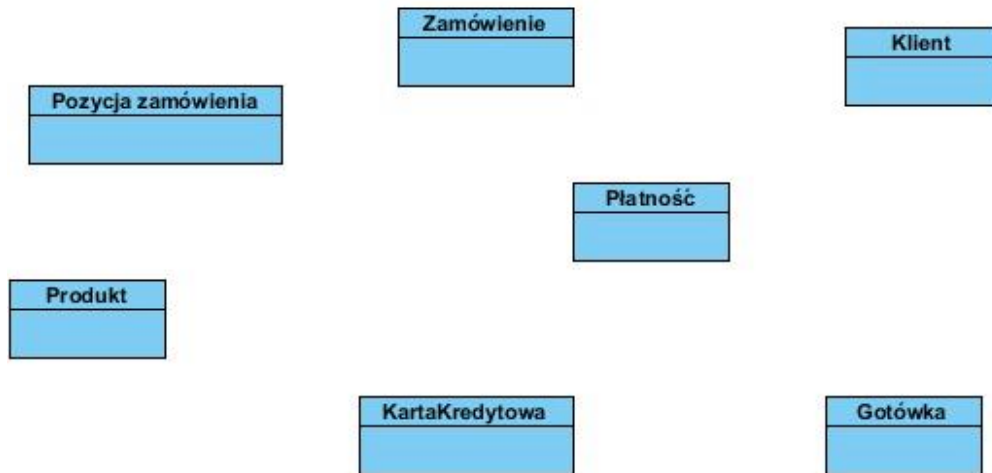 Zamówienie
Klient
Pozycja zamówienia
Płatność
Produkt
KartaKredytowa
Gotówka